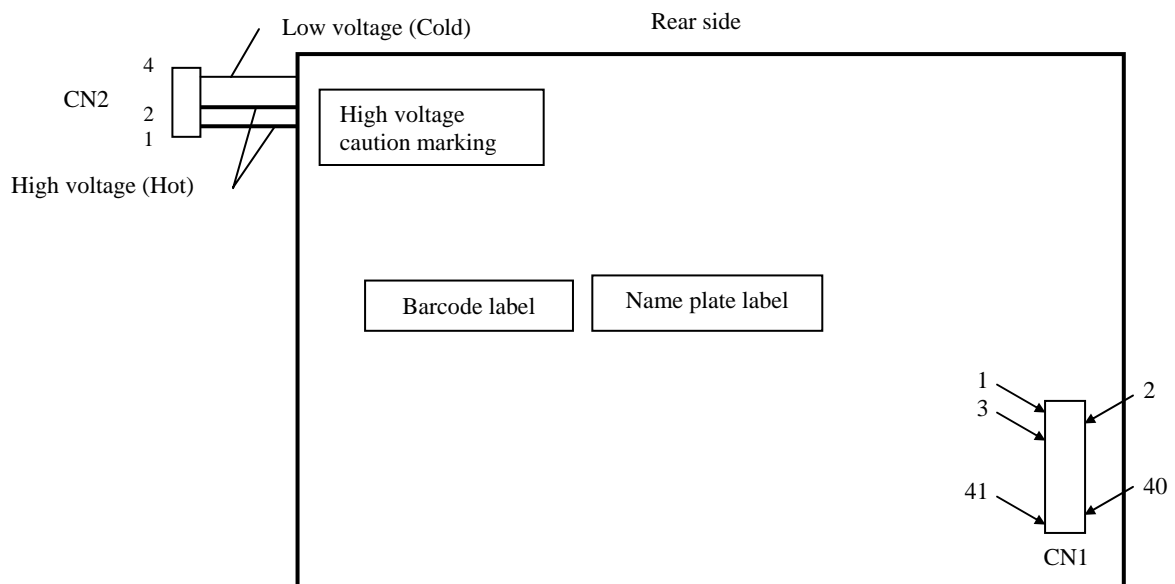 Low voltage (Cold)
Rear side
4
CN2
2
1
High voltage
caution marking
High voltage (Hot)
Barcode label
Name plate label
1
2
3
41
40
CN1